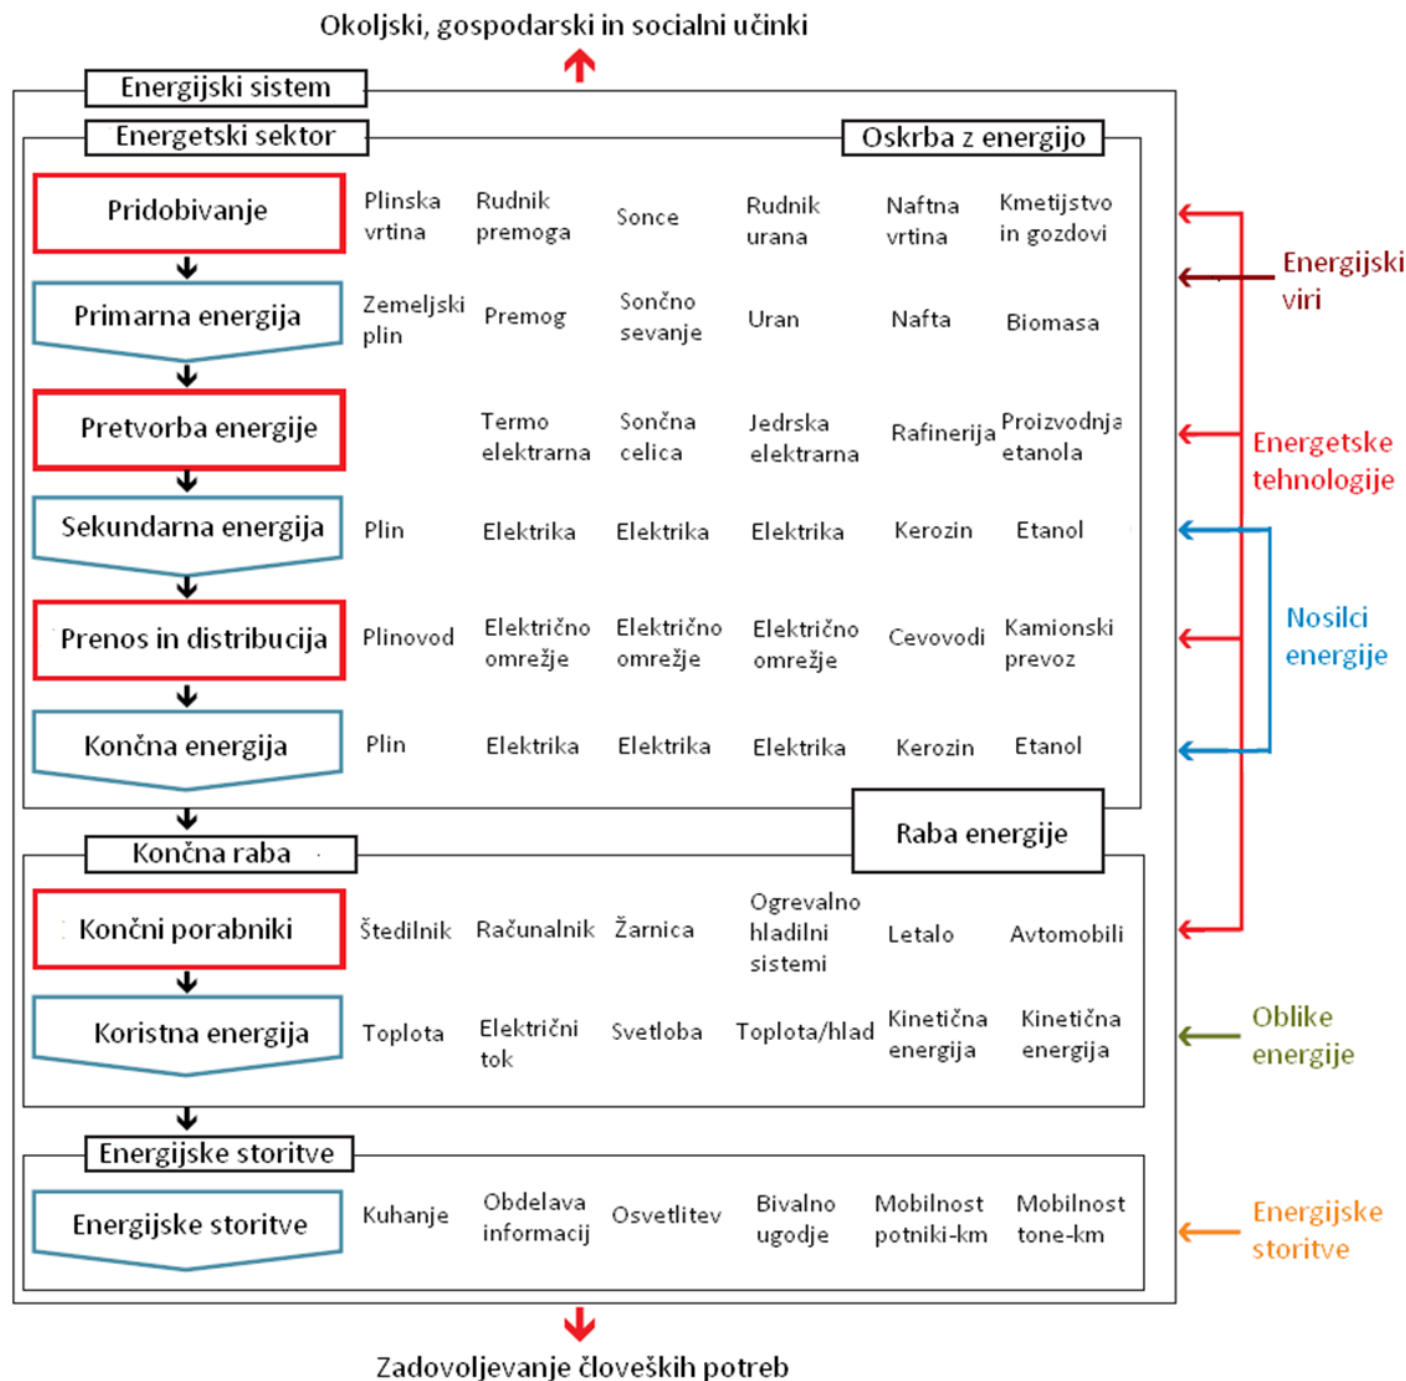 Okoljski, gospodarski in socialni učinki
Energijski sistem
Energetski sektor
Oskrba z energijo
Pridobivanje
Plinska
vrtina
Rudnik
premoga
Sonce
Rudnik
urana
Naftna
vrtina
Kmetijstvo
in gozdovi
Energijski
viri
Primarna energija
Zemeljski
plin
Premog
Sončno
sevanje
Uran
Nafta
Biomasa
Pretvorba energije
Termo
elektrarna
Sončna
celica
Jedrska
elektrarna
Rafinerija
Proizvodnja
etanola
Energetske
tehnologije
Sekundarna energija
Plin
Elektrika
Elektrika
Elektrika
Kerozin
Etanol
Prenos in distribucija
Plinovod
Električno
omrežje
Električno
omrežje
Električno
omrežje
Cevovodi
Kamionski
prevoz
Nosilci
energije
Končna energija
Plin
Elektrika
Elektrika
Elektrika
Kerozin
Etanol
Raba energije
Končna raba
Končni porabniki
Štedilnik
Računalnik
Žarnica
Ogrevalno
hladilni
sistemi
Letalo
Avtomobili
Koristna energija
Toplota
Električni
tok
Svetloba
Toplota/hlad
Kinetična
energija
Kinetična
energija
Oblike
energije
Energijske storitve
Energijske storitve
Kuhanje
Obdelava
informacij
Osvetlitev
Bivalno
ugodje
Mobilnost
potniki-km
Mobilnost
tone-km
Energijske
storitve
Zadovoljevanje človeških potreb